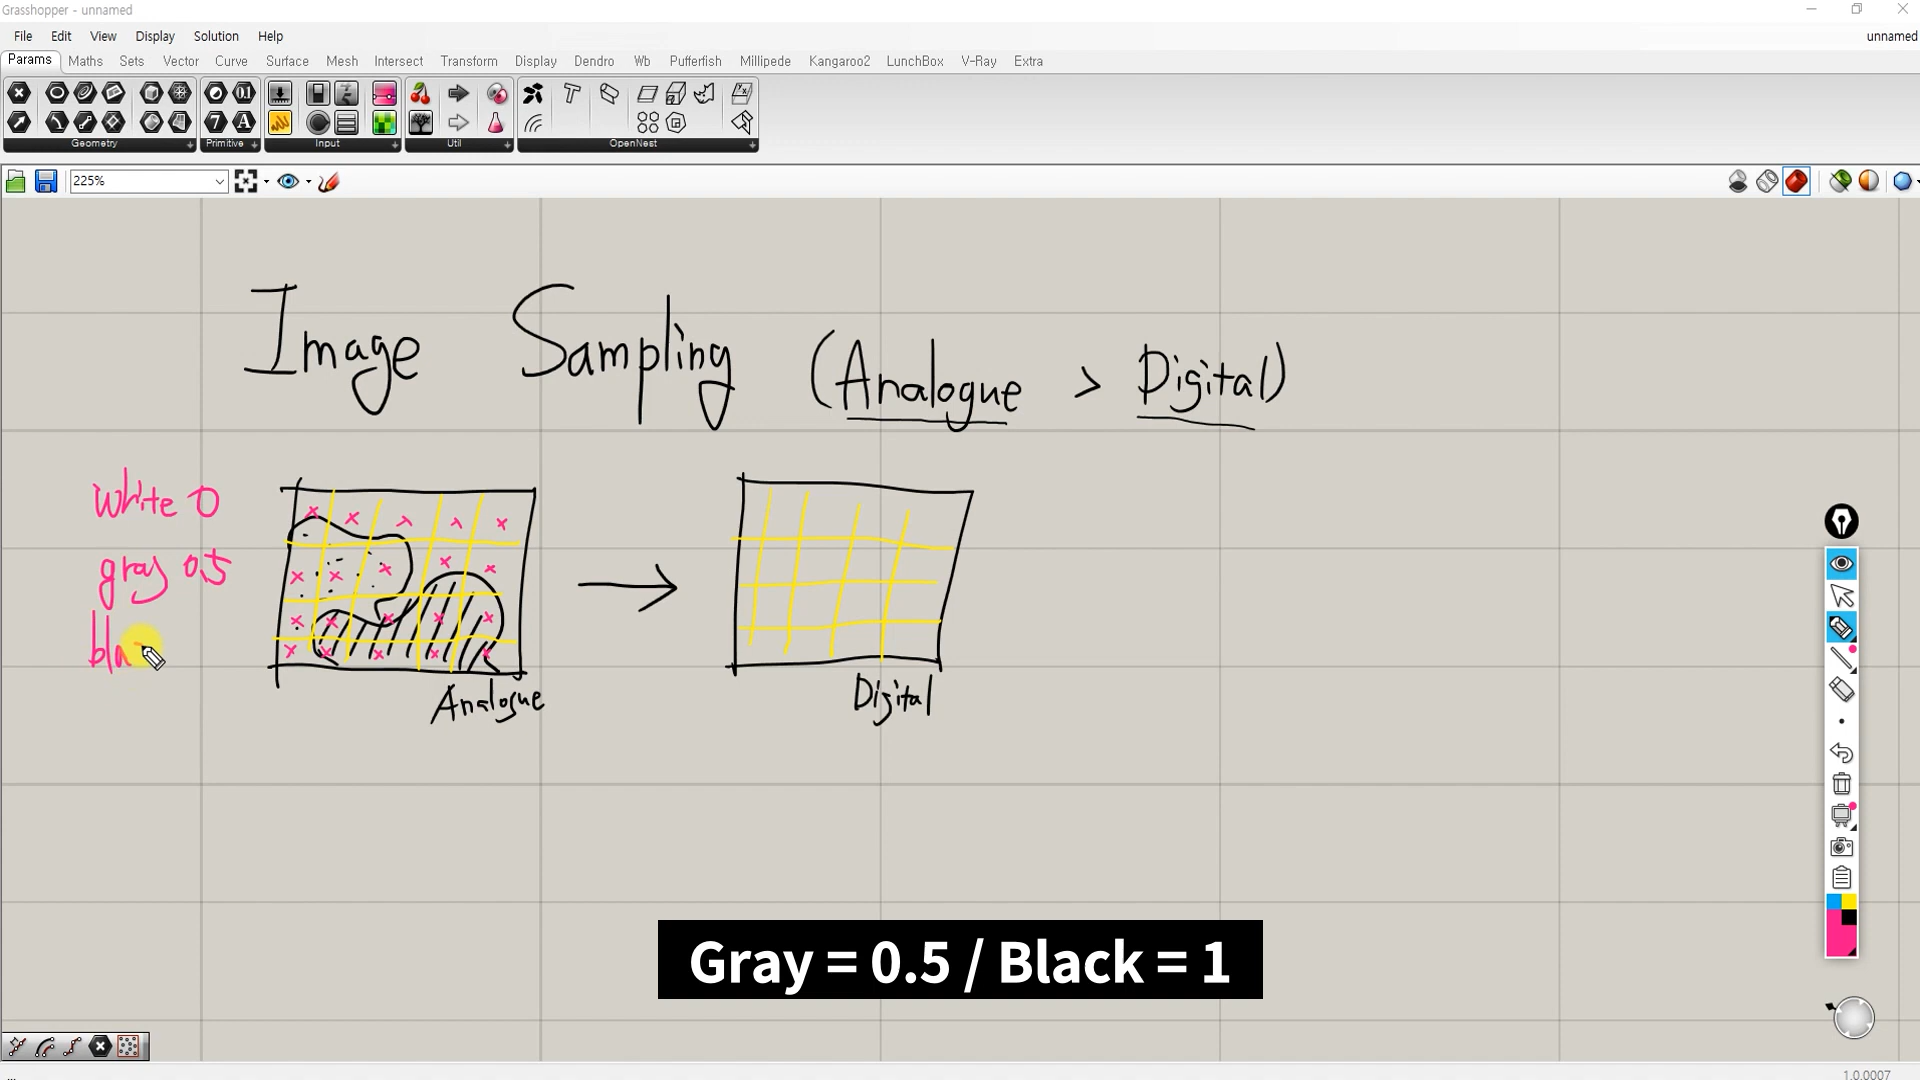 Grasshopper - unnamed
File Edit View Display Solution Help
unnamed
Params Maths Sets Vector Curve Surface Mesh Intersect Transform Display Dendro Wb Pufferfish Millipede Kangaroo2 LunchBox V-Ray Extra
Geometry Primitive Input Util OpenNest
225%
Image Sampling (Analogue > Digital)
white 0
gray 0.5
bla
Analogue
Digital
Gray = 0.5 / Black = 1
1.0.0007